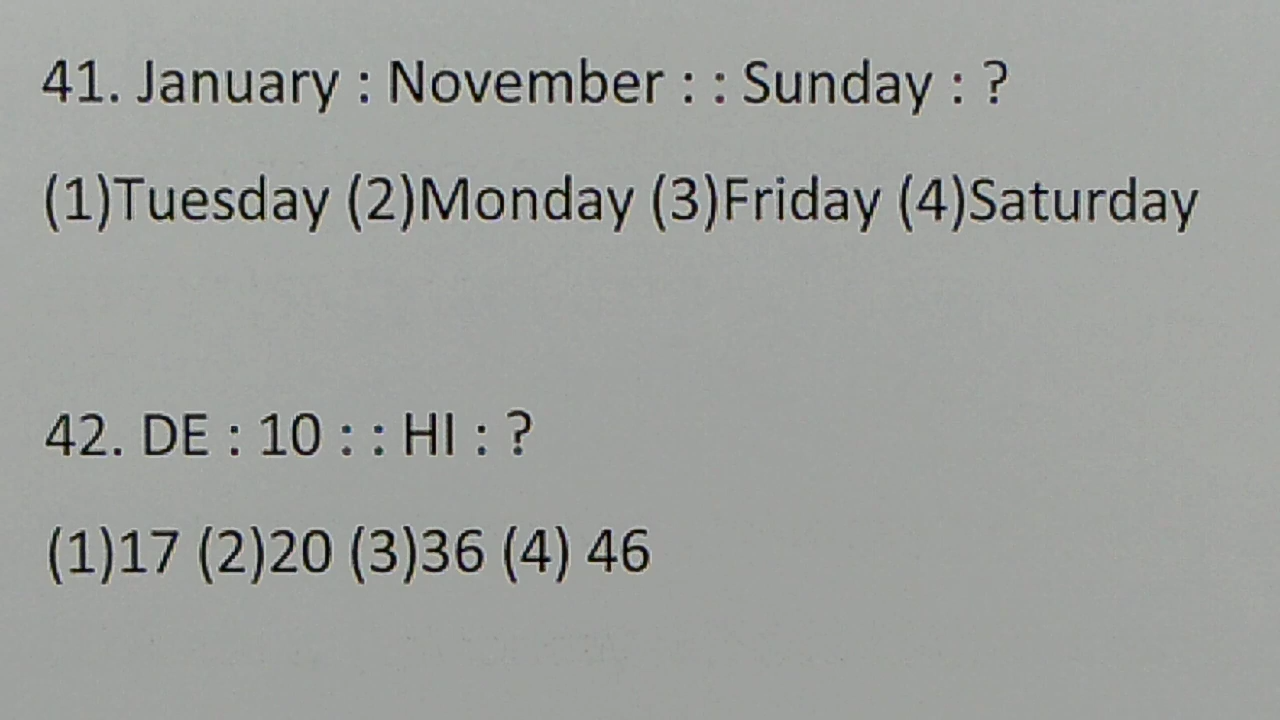 41. January : November : : Sunday : ?
(1)Tuesday (2)Monday (3)Friday (4)Saturday
42. DE : 10 : : HI : ?
(1)17 (2)20 (3)36 (4) 46